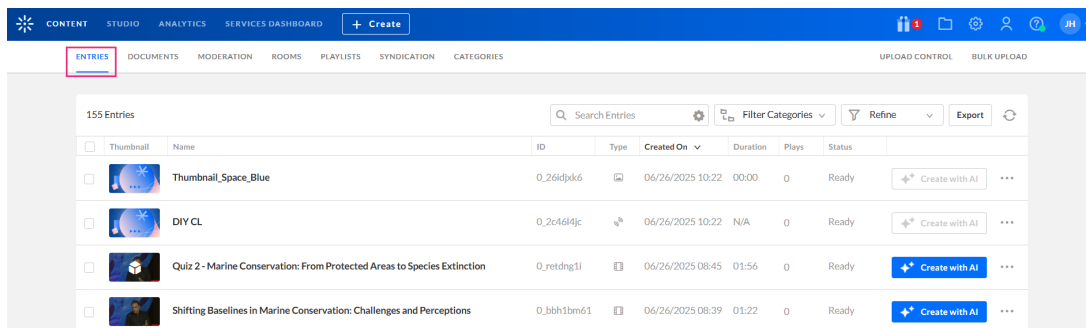 CONTENT STUDIO ANALYTICS SERVICES DASHBOARD + Create 1 JH
ENTRIES DOCUMENTS MODERATION ROOMS PLAYLISTS SYNDICATION CATEGORIES UPLOAD CONTROL BULK UPLOAD
155 Entries Search Entries Filter Categories Refine Export
Thumbnail Name ID Type Created On Duration Plays Status
Thumbnail_Space_Blue 0_26idjxk6 06/26/2025 10:22 00:00 0 Ready Create with AI
DIY CL 0_2c46l4jc 06/26/2025 10:22 N/A 0 Ready Create with AI
Quiz 2 - Marine Conservation: From Protected Areas to Species Extinction 0_retdng1i 06/26/2025 08:45 01:56 0 Ready Create with AI
Shifting Baselines in Marine Conservation: Challenges and Perceptions 0_bbh1bm61 06/26/2025 08:39 01:22 0 Ready Create with AI